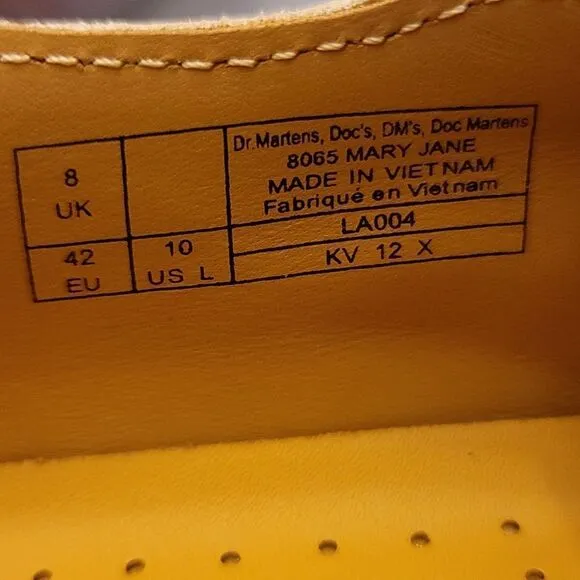 8
UK
42
EU
10
US L
Dr.Martens, Doc's, DM's, Doc Martens
8065 MARY JANE
MADE IN VIETNAM
Fabriqué en Vietnam
LA004
KV 12 X